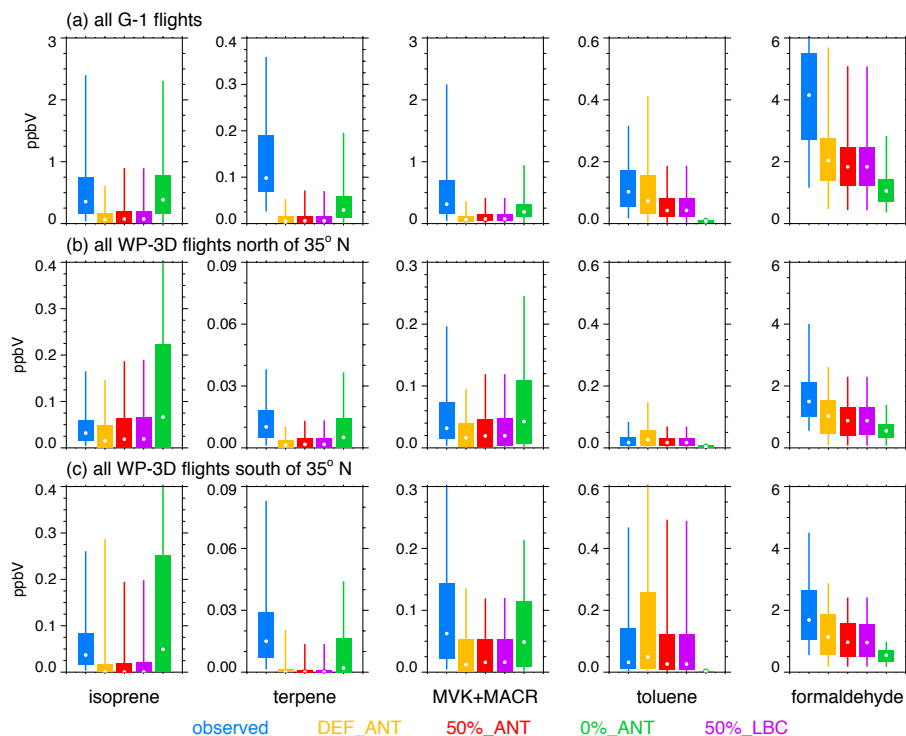 (a) all G-1 flights
3 0.4 3 0.6 6
0.3
2 2 0.4 4
0.2
1 1 0.2 2
0.1
0 0.0 0 0.0 0
ppbV
(b) all WP-3D flights north of 35° N
0.4 0.09 0.3 0.6 6
0.3
0.06 0.2 0.4 4
0.2
0.03 0.1 0.2 2
0.1
0.0 0.00 0.0 0.0 0
ppbV
(c) all WP-3D flights south of 35° N
0.4 0.09 0.3 0.6 6
0.3
0.06 0.2 0.4 4
0.2
0.03 0.1 0.2 2
0.1
0.0 0.00 0.0 0.0 0
ppbV
isoprene terpene MVK+MACR toluene formaldehyde
observed DEF_ANT 50%_ANT 0%_ANT 50%_LBC